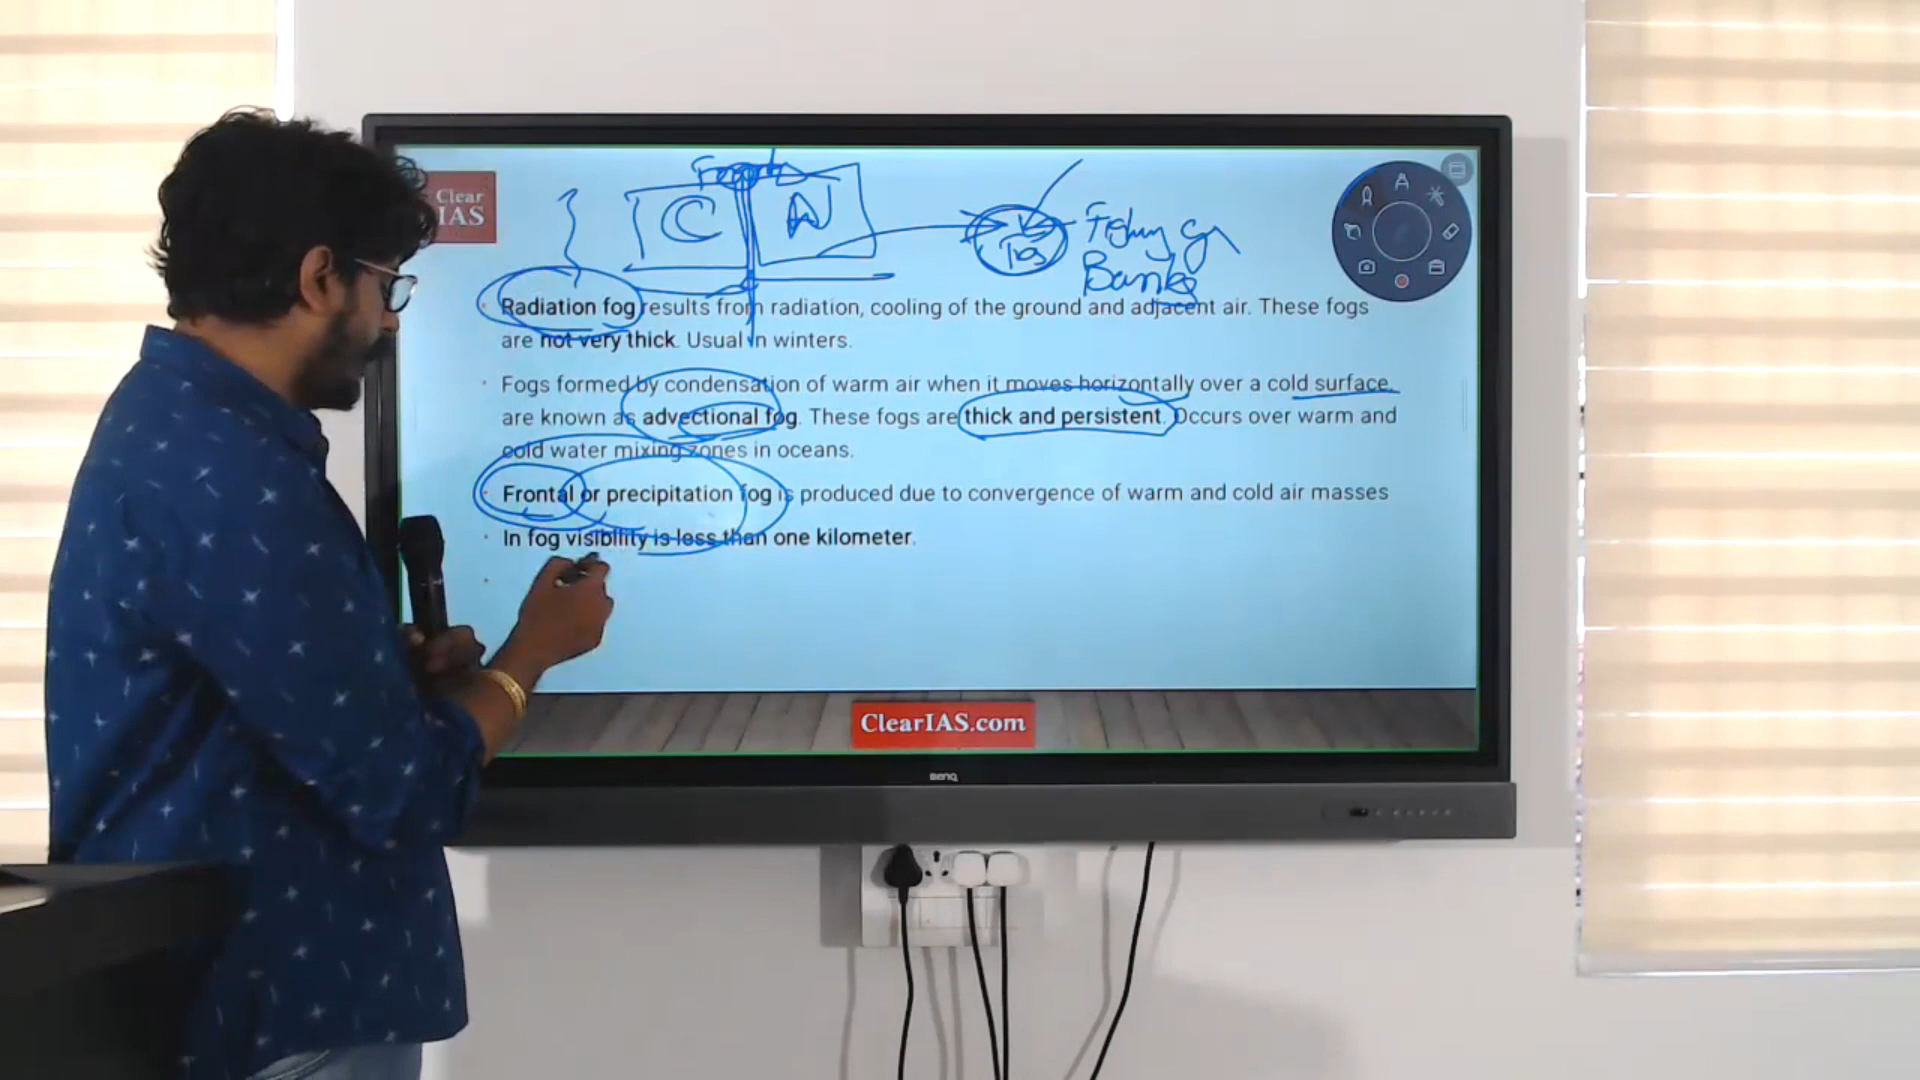 Clear
IAS
C
Fishing
Banks
Radiation fog results from radiation, cooling of the ground and adjacent air. These fogs
are not very thick. Usual in winters.
Fogs formed by condensation of warm air when it moves horizontally over a cold surface,
are known as advectional fog. These fogs are thick and persistent. Occurs over warm and
cold water mixing zones in oceans.
Frontal or precipitation fog is produced due to convergence of warm and cold air masses
In fog visibility is less than one kilometer.
ClearIAS.com
BenQ